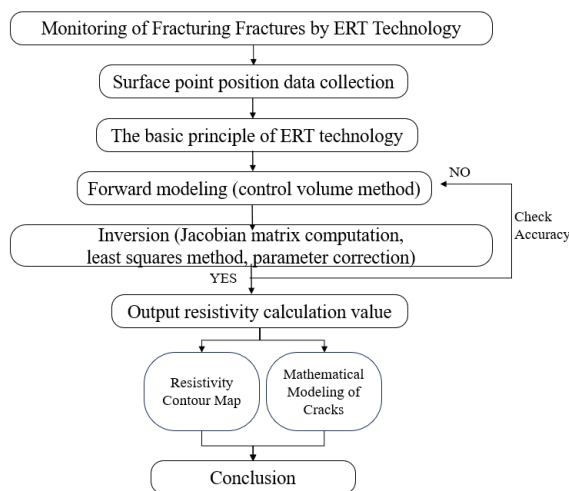 Monitoring of Fracturing Fractures by ERT Technology
Surface point position data collection
The basic principle of ERT technology
NO
Forward modeling (control volume method)
Check
Accuracy
Inversion (Jacobian matrix computation,
least squares method, parameter correction)
YES
Output resistivity calculation value
Resistivity
Contour Map
Mathematical
Modeling of
Cracks
Conclusion